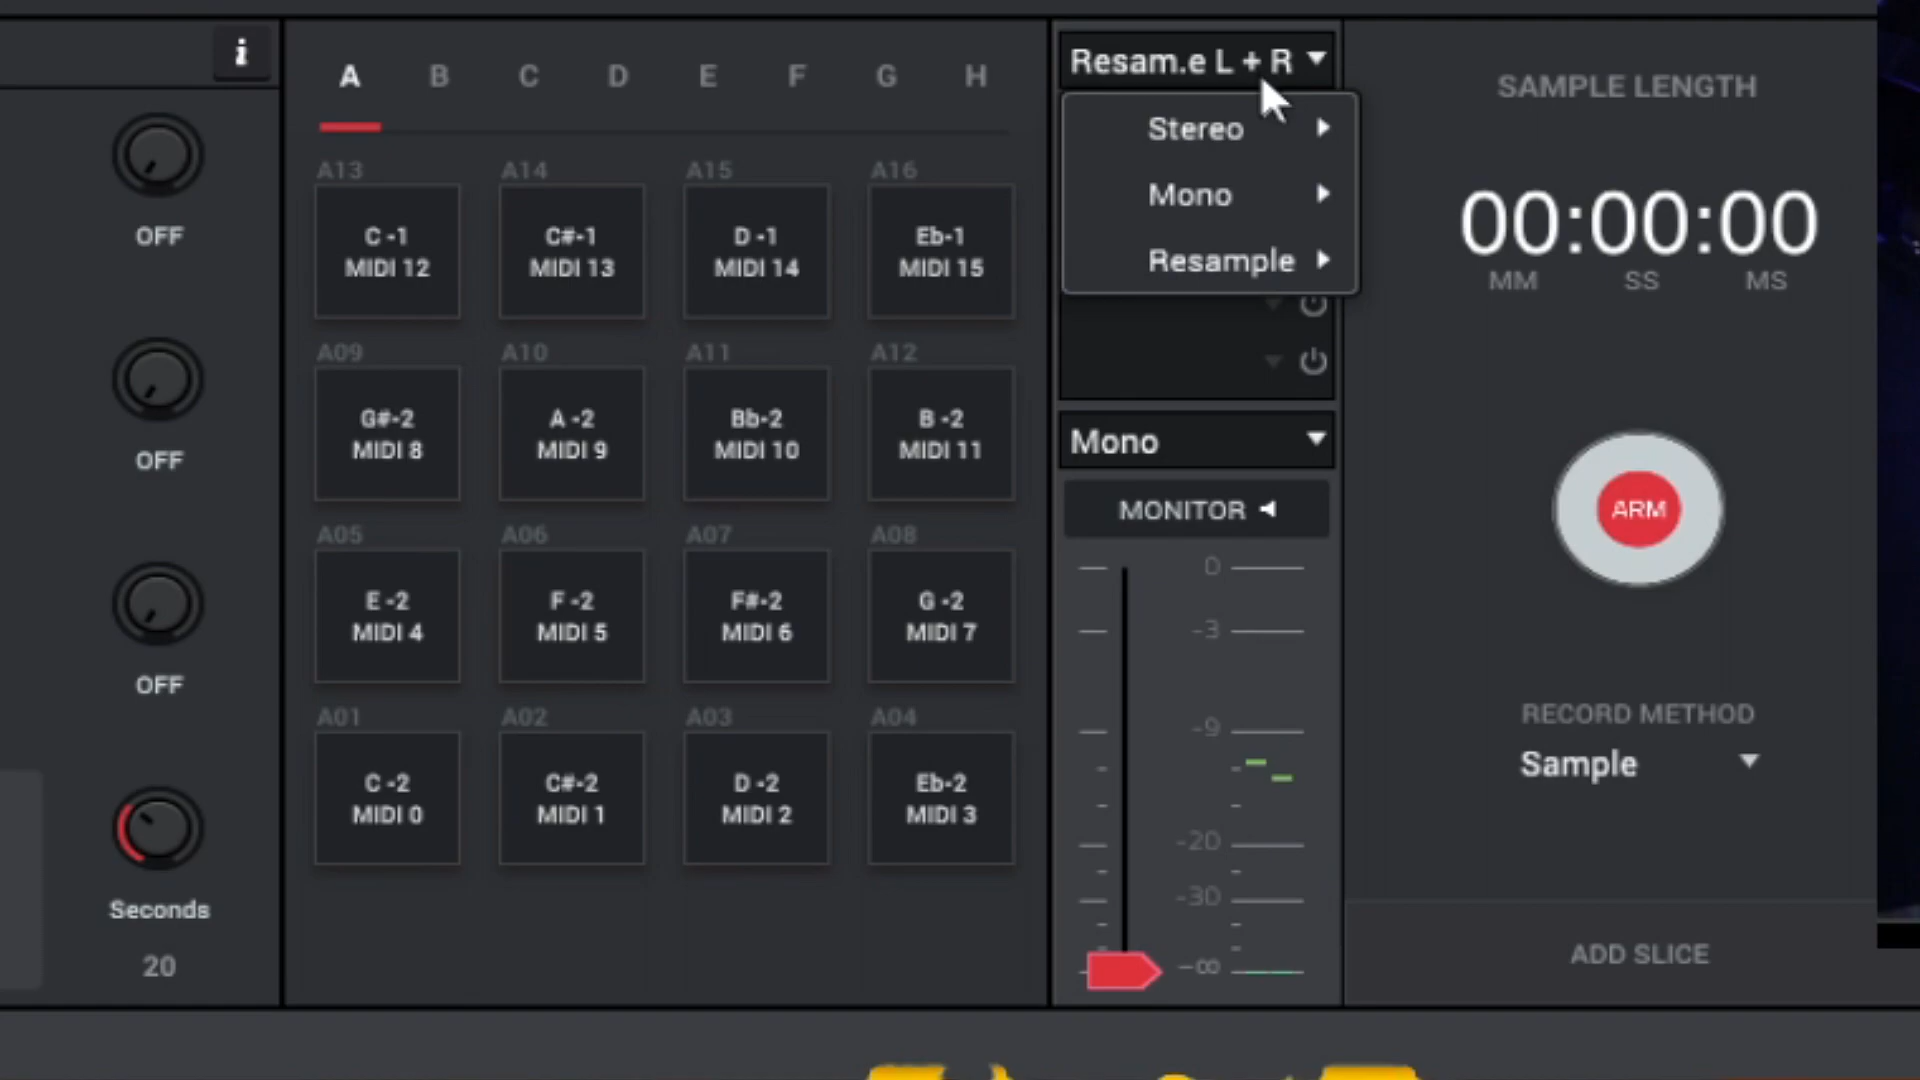 i
OFF
OFF
OFF
Seconds
20
A B C D E F G H
A13 A14 A15 A16
C -1 C#-1 D -1 Eb-1
MIDI 12 MIDI 13 MIDI 14 MIDI 15
A09 A10 A11 A12
G#-2 A -2 Bb-2 B -2
MIDI 8 MIDI 9 MIDI 10 MIDI 11
A05 A06 A07 A08
E -2 F -2 F#-2 G -2
MIDI 4 MIDI 5 MIDI 6 MIDI 7
A01 A02 A03 A04
C -2 C#-2 D -2 Eb-2
MIDI 0 MIDI 1 MIDI 2 MIDI 3
Resam.e L + R
Stereo
Mono
Resample
Mono
MONITOR
0
-3
-9
-20
-30
-∞
SAMPLE LENGTH
00:00:00
MM SS MS
ARM
RECORD METHOD
Sample
ADD SLICE